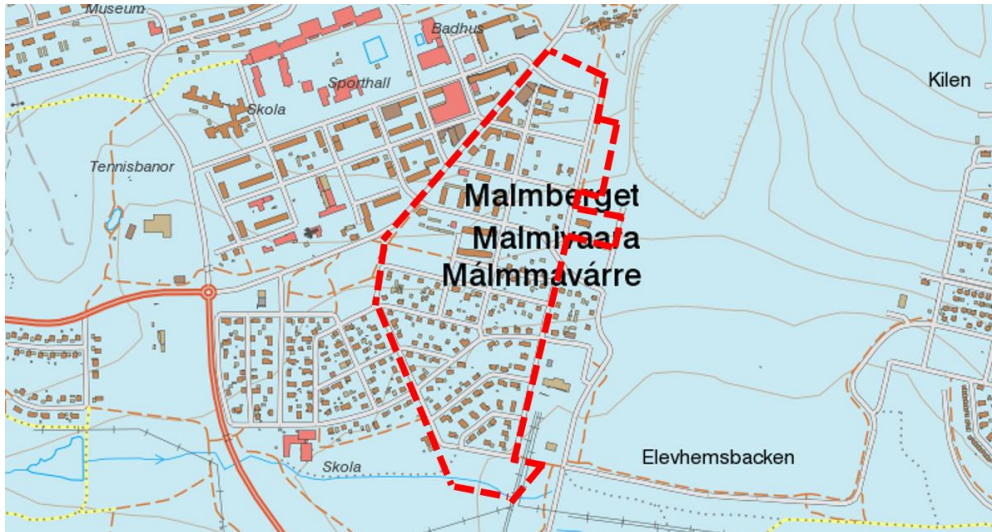 Museum
Badhus
Sporthall
Kilen
Skola
Tennisbanor
Malmberget
Malmivaara
Málmmavárre
Elevhemsbacken
Skola